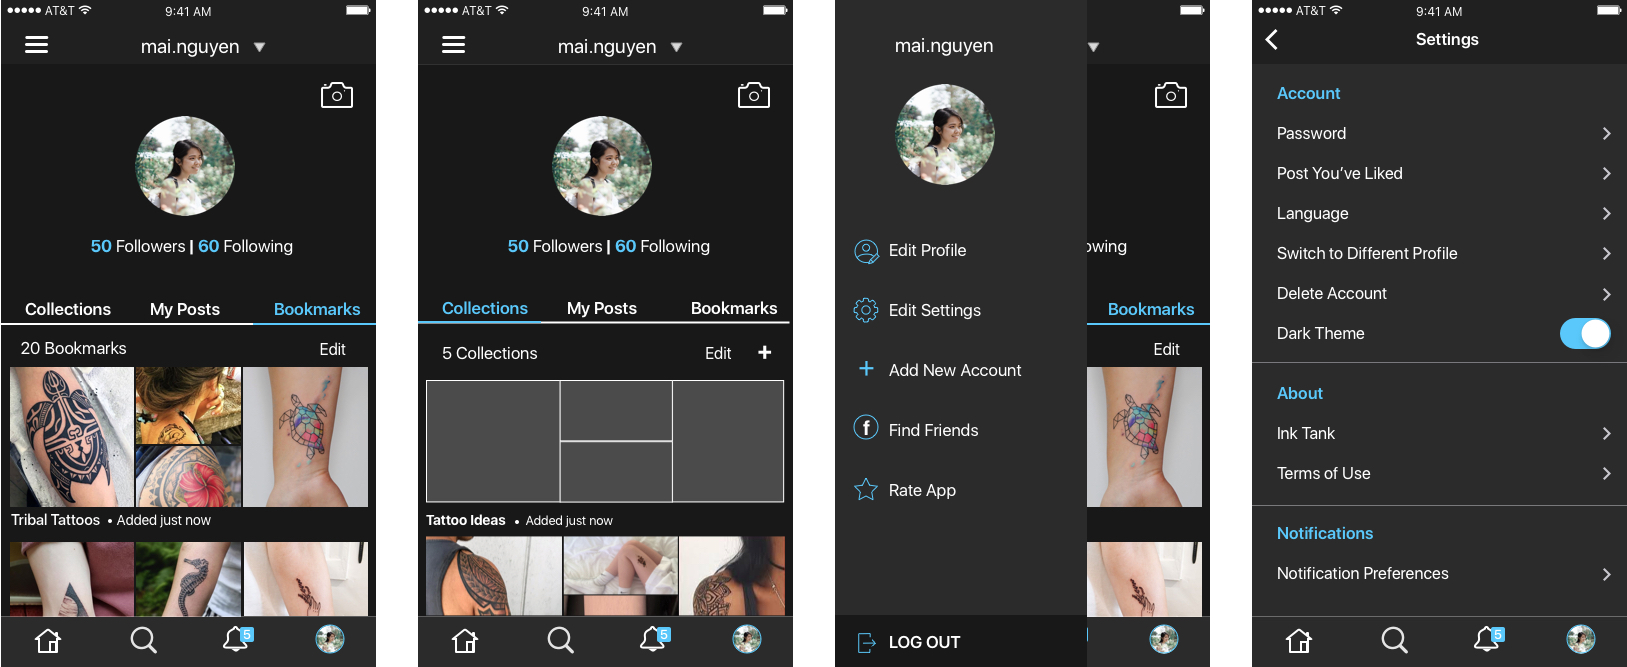 AT&T 9:41 AM
mai.nguyen
50 Followers | 60 Following
Collections My Posts Bookmarks
20 Bookmarks Edit
Tribal Tattoos • Added just now
5
AT&T 9:41 AM
mai.nguyen
50 Followers | 60 Following
Collections My Posts Bookmarks
5 Collections Edit +
Tattoo Ideas • Added just now
5
mai.nguyen
Edit Profile
Edit Settings
+ Add New Account
f Find Friends
Rate App
LOG OUT
owing
Bookmarks
Edit
AT&T 9:41 AM
Settings
Account
Password
Post You’ve Liked
Language
Switch to Different Profile
Delete Account
Dark Theme
About
Ink Tank
Terms of Use
Notifications
Notification Preferences
5